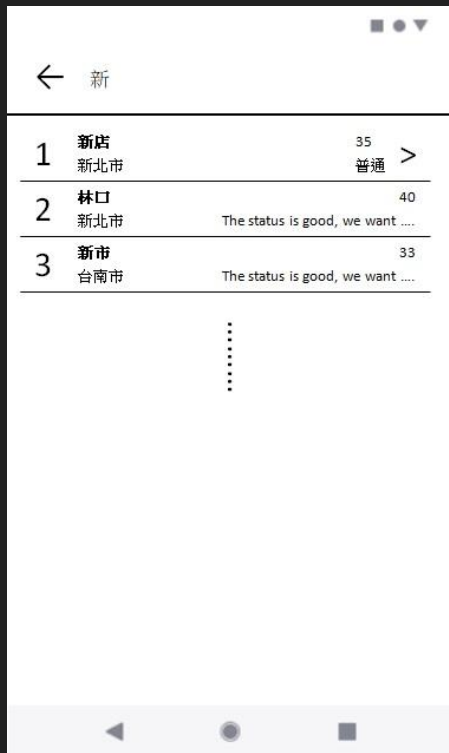 新
1
新店
35
新北市
普通
>
2
林口
40
新北市
The status is good, we want ....
3
新市
33
台南市
The status is good, we want ....